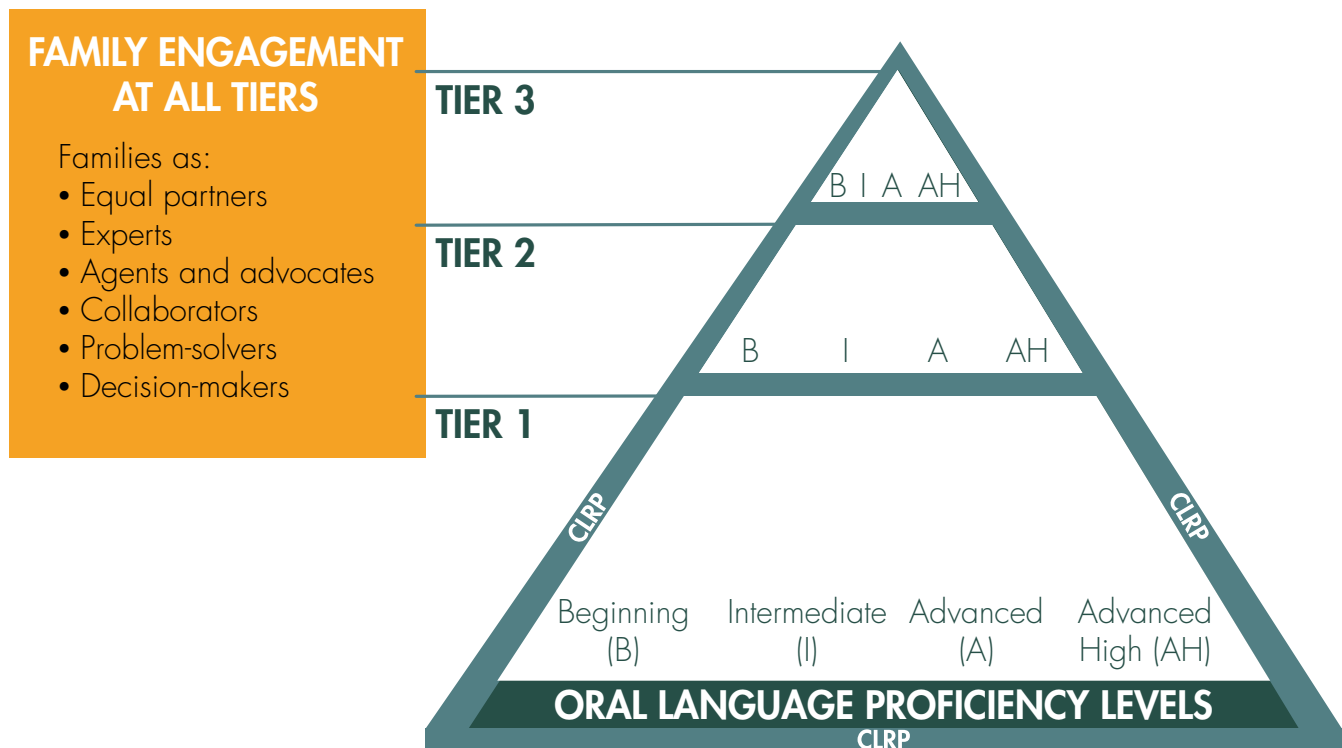 FAMILY ENGAGEMENT
AT ALL TIERS
Families as:
• Equal partners
• Experts
• Agents and advocates
• Collaborators
• Problem-solvers
• Decision-makers
TIER 3
B I A AH
TIER 2
B I A AH
TIER 1
CLRP
CLRP
Beginning
(B)
Intermediate
(I)
Advanced
(A)
Advanced
High (AH)
ORAL LANGUAGE PROFICIENCY LEVELS
CLRP